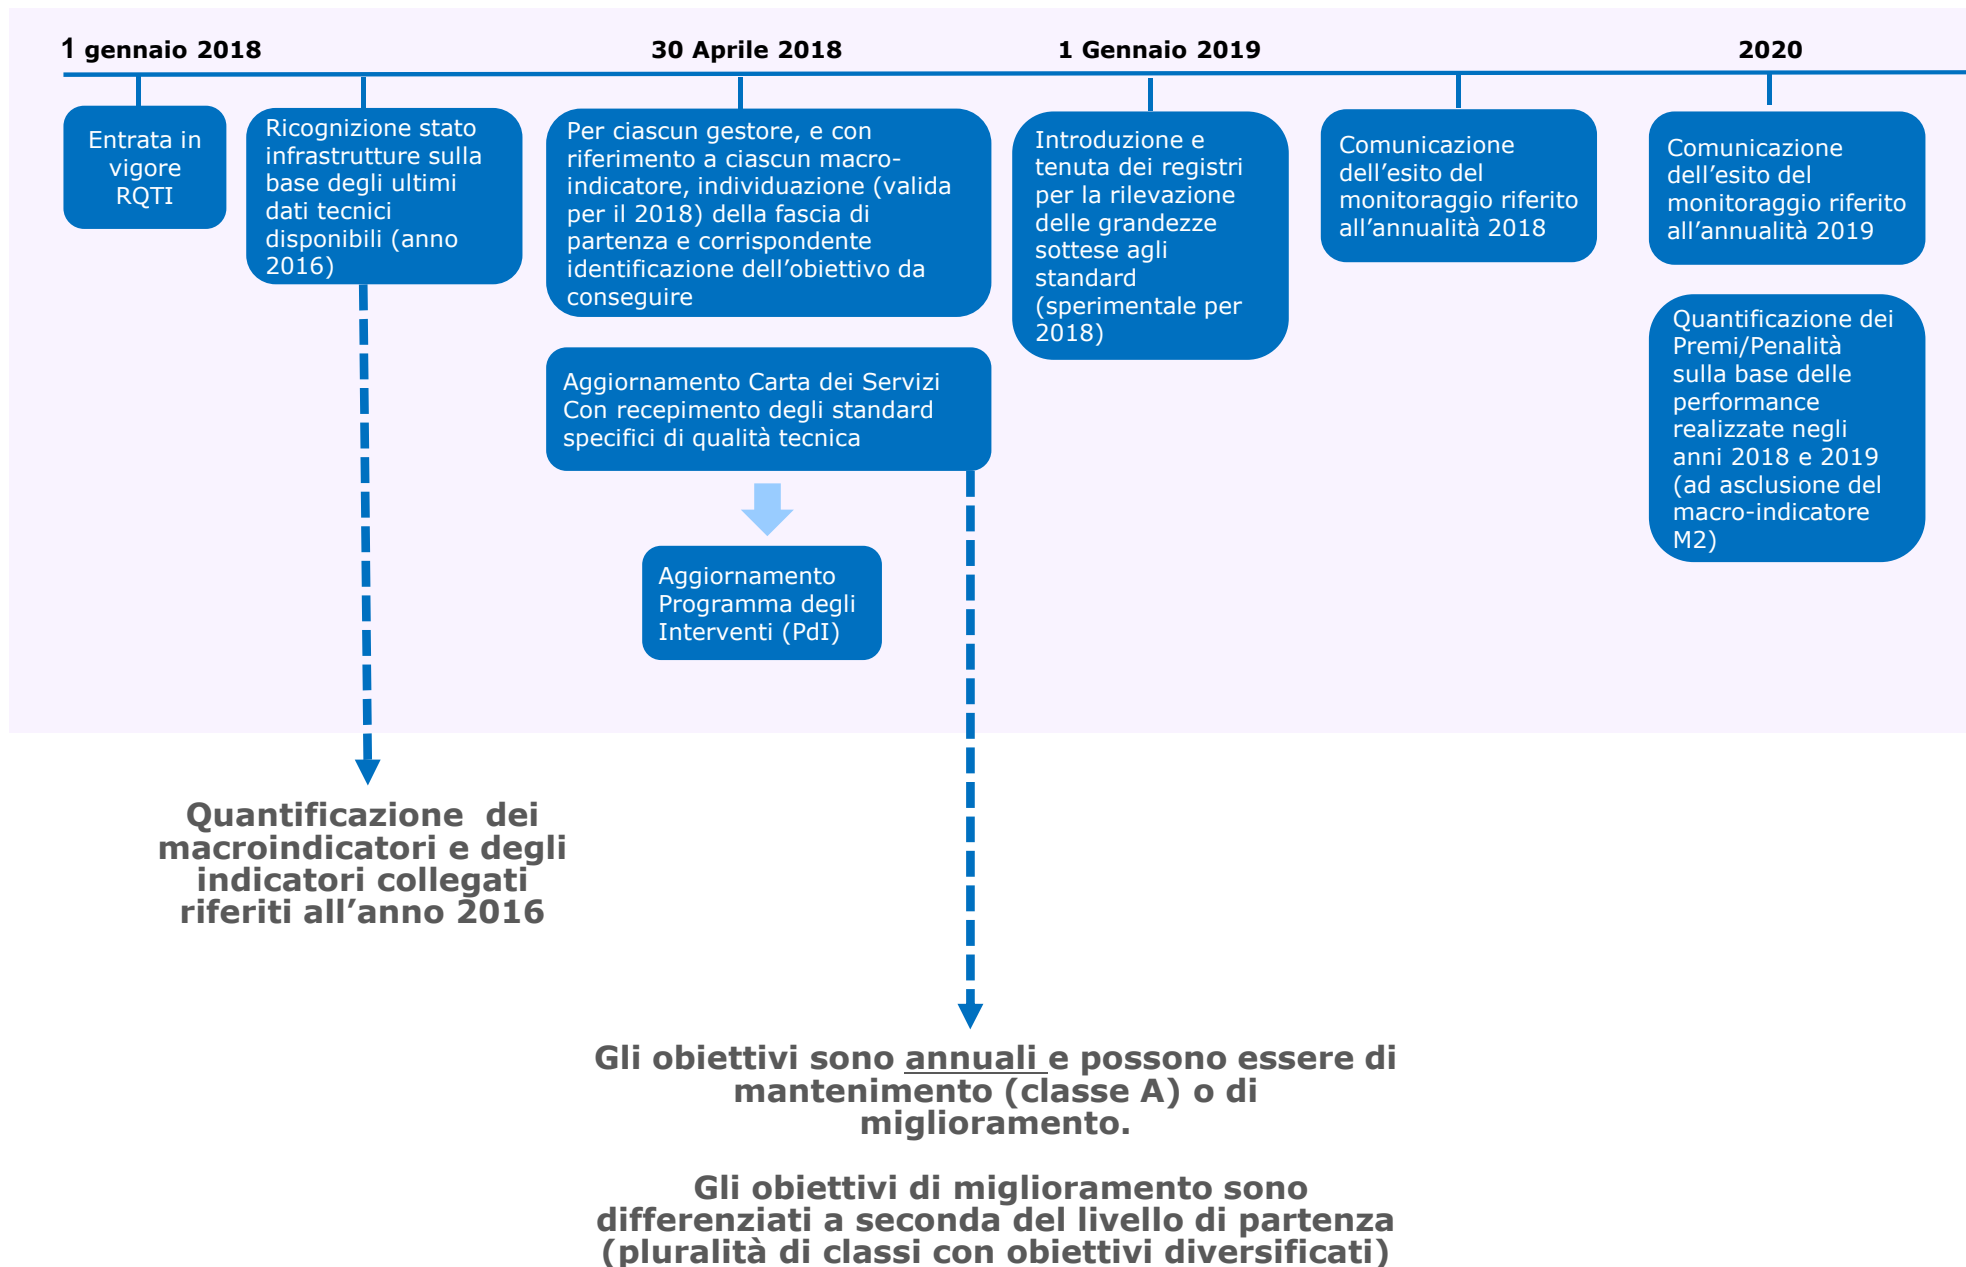 1 gennaio 2018
30 Aprile 2018
1 Gennaio 2019
2020
Entrata in
vigore
RQTI
Ricognizione stato
infrastrutture sulla
base degli ultimi
dati tecnici
disponibili (anno
2016)
Per ciascun gestore, e con
riferimento a ciascun macro-
indicatore, individuazione (valida
per il 2018) della fascia di
partenza e corrispondente
identificazione dell’obiettivo da
conseguire
Introduzione e
tenuta dei registri
per la rilevazione
delle grandezze
sottese agli
standard
(sperimentale per
2018)
Comunicazione
dell’esito del
monitoraggio riferito
all’annualità 2018
Comunicazione
dell’esito del
monitoraggio riferito
all’annualità 2019
Aggiornamento Carta dei Servizi
Con recepimento degli standard
specifici di qualità tecnica
Quantificazione dei
Premi/Penalità
sulla base delle
performance
realizzate negli
anni 2018 e 2019
(ad asclusione del
macro-indicatore
M2)
Aggiornamento
Programma degli
Interventi (PdI)
Quantificazione  dei
macroindicatori e degli
indicatori collegati
riferiti all’anno 2016
Gli obiettivi sono annuali e possono essere di
mantenimento (classe A) o di
miglioramento.
Gli obiettivi di miglioramento sono
differenziati a seconda del livello di partenza
(pluralità di classi con obiettivi diversificati)